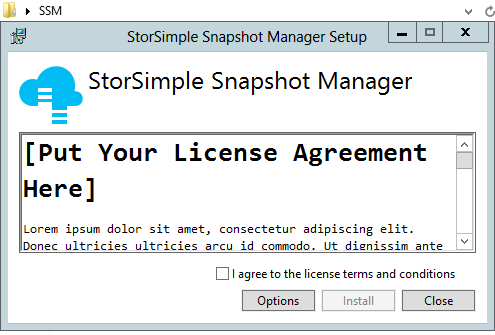 SSM
StorSimple Snapshot Manager Setup
StorSimple Snapshot Manager
[Put Your License Agreement
Here]
Lorem ipsum dolor sit amet, consectetur adipiscing elit.
Donec ultricies ultricies arcu id commodo. Ut dignissim ante
I agree to the license terms and conditions
Options
Install
Close